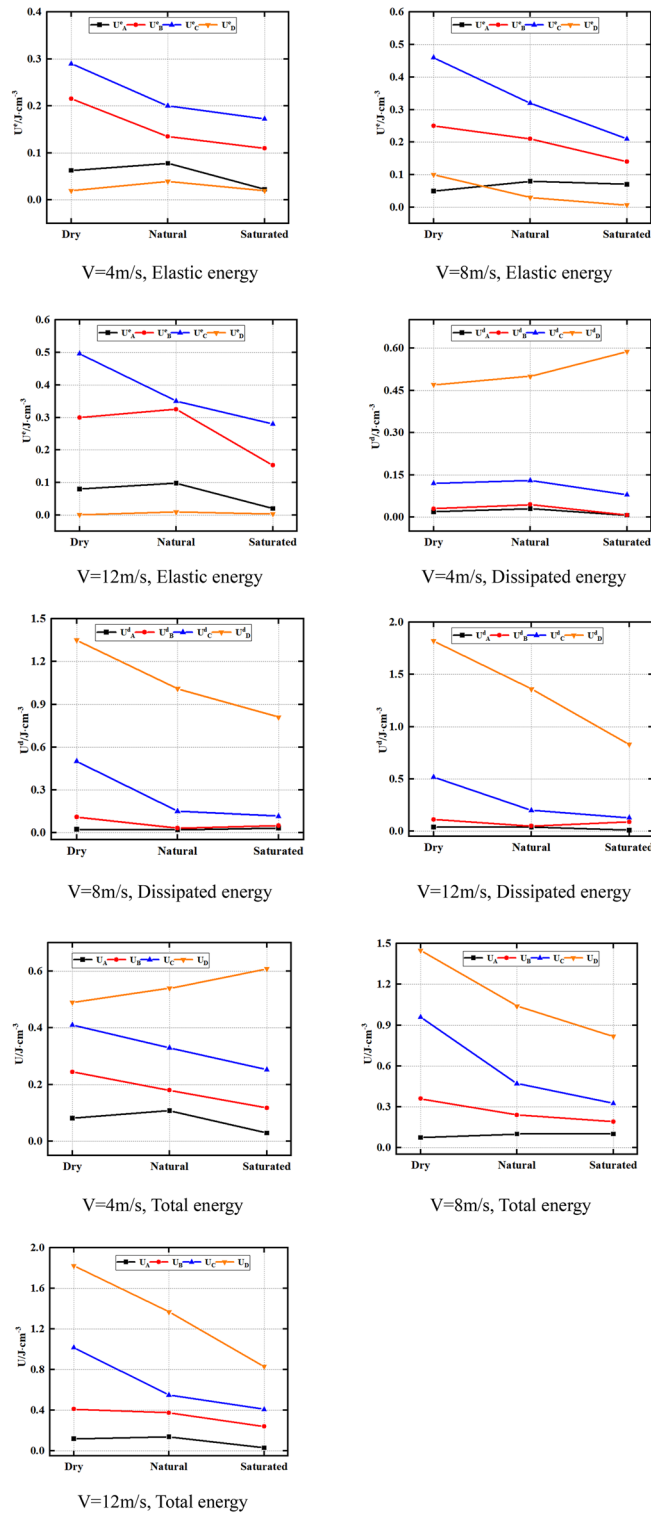 U^e_A U^e_B U^e_C U^e_D
0.4
0.3
0.2
0.1
0.0
U^e/J·cm^-3
Dry Natural Saturated
V=4m/s, Elastic energy
U^e_A U^e_B U^e_C U^e_D
0.6
0.5
0.4
0.3
0.2
0.1
0.0
U^e/J·cm^-3
Dry Natural Saturated
V=8m/s, Elastic energy
U^e_A U^e_B U^e_C U^e_D
0.6
0.5
0.4
0.3
0.2
0.1
0.0
U^e/J·cm^-3
Dry Natural Saturated
V=12m/s, Elastic energy
U^d_A U^d_B U^d_C U^d_D
0.60
0.45
0.30
0.15
0.00
U^d/J·cm^-3
Dry Natural Saturated
V=4m/s, Dissipated energy
U^d_A U^d_B U^d_C U^d_D
1.5
1.2
0.9
0.6
0.3
0.0
U^d/J·cm^-3
Dry Natural Saturated
V=8m/s, Dissipated energy
U^d_A U^d_B U^d_C U^d_D
2.0
1.5
1.0
0.5
0.0
U^d/J·cm^-3
Dry Natural Saturated
V=12m/s, Dissipated energy
U_A U_B U_C U_D
0.6
0.4
0.2
0.0
U/J·cm^-3
Dry Natural Saturated
V=4m/s, Total energy
U_A U_B U_C U_D
1.5
1.2
0.9
0.6
0.3
0.0
U/J·cm^-3
Dry Natural Saturated
V=8m/s, Total energy
U_A U_B U_C U_D
2.0
1.6
1.2
0.8
0.4
0.0
U/J·cm^-3
Dry Natural Saturated
V=12m/s, Total energy